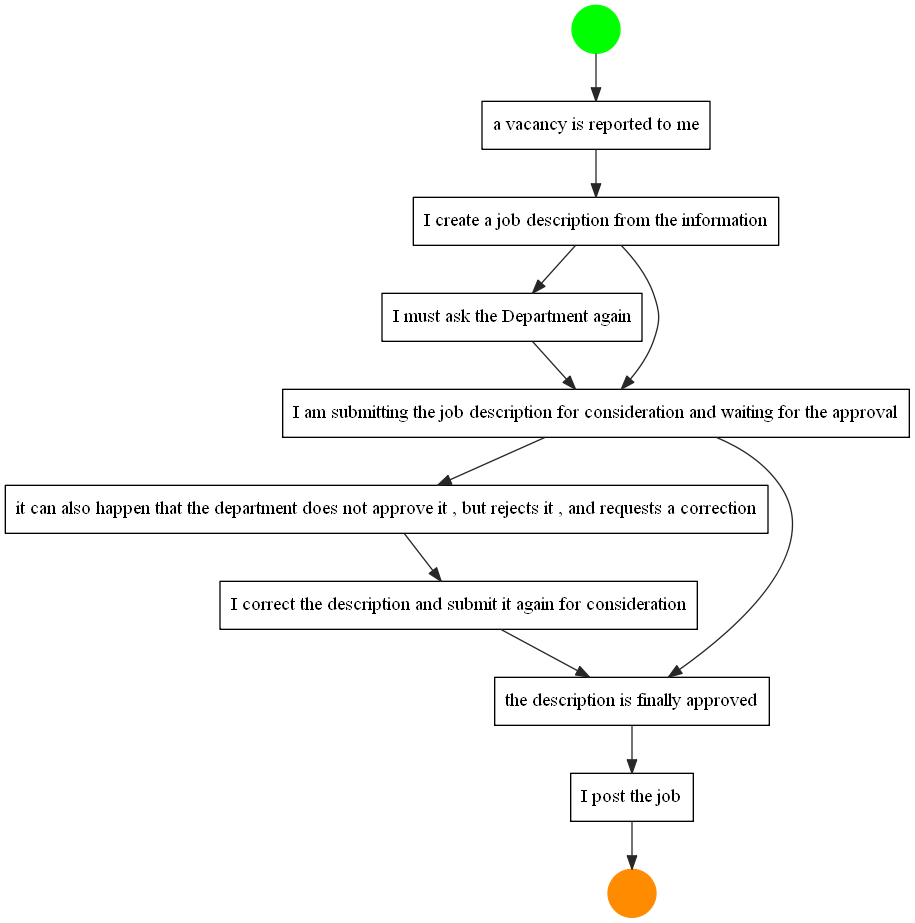 a vacancy is reported to me
I create a job description from the information
I must ask the Department again
I am submitting the job description for consideration and waiting for the approval
it can also happen that the department does not approve it , but rejects it , and requests a correction
I correct the description and submit it again for consideration
the description is finally approved
I post the job